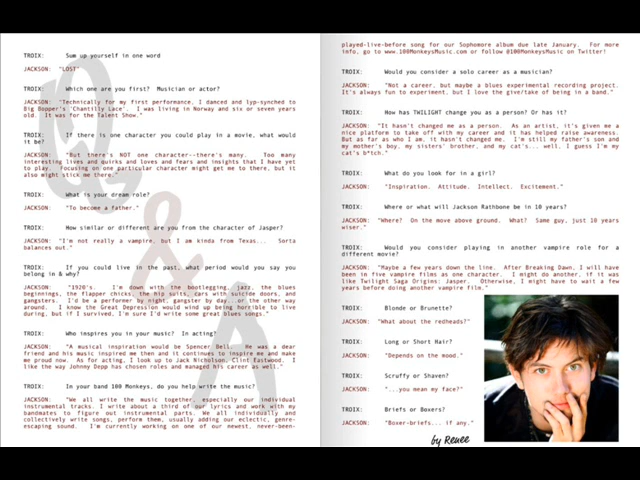 TROIX: Sum up yourself in one word
JACKSON: "LOST"
TROIX: Which one are you first? Musician or actor?
JACKSON: "Technically for my first performance, I danced and lyp-synched to
Big Bopper's 'Chantilly Lace'. I was living in Norway and six or seven years
old. It was for the Talent Show."
TROIX: If there is one character you could play in a movie, what would
it be?
JACKSON: "But there's NOT one character--there's many. Too many
interesting lives and quirks and loves and fears and insights that I have yet
to play. Focusing on one particular character might get me to there, but it
also might stick me there."
TROIX: What is your dream role?
JACKSON: "To become a father."
TROIX: How similar or different are you from the character of Jasper?
JACKSON: "I'm not really a vampire, but I am kinda from Texas... Sorta
balances out."
TROIX: If you could live in the past, what period would you say you
belong in & why?
JACKSON: "1920's. I'm down with the bootlegging, jazz, the blues
beginnings, the flapper chicks, the hip suits, cars with suicide doors, and
gangsters. I'd be a performer by night, gangster by day, or the other way
around. I know the Great Depression would wind up being horrible to live
during, but if I survived, I'm sure I'd write some great blues songs."
TROIX: Who inspires you in your music? In acting?
JACKSON: "A musical inspiration would be Spencer Bell. He was a dear
friend and his music inspired me then and it continues to inspire me and make
me proud now. As for acting, I look up to Jack Nicholson, Clint Eastwood. I
like the way Johnny Depp has chosen roles and managed his career as well."
TROIX: In your band 100 Monkeys, do you help write the music?
JACKSON: "We all write the music together, especially our individual
instrumental tracks. I write about a third of our lyrics and work with my
bandmates to figure out instrumental parts. We all individually and
collectively write songs, perform them, usually adding our eclectic, genre-
escaping sound. I'm currently working on one of our newest, never-been-
played-live-before song for our Sophomore album due late January. For more
info, go to www.100MonkeysMusic.com or follow @100MonkeysMusic on Twitter!
TROIX: Would you consider a solo career as a musician?
JACKSON: "Not a career, but maybe a blues experimental recording project.
It's always fun to experiment, but I love the give/take of being in a band."
TROIX: How has TWILIGHT change you as a person? Or has it?
JACKSON: "It hasn't changed me as a person. As an artist, it's given me a
nice platform to take off with my career and it has helped raise awareness.
But as far as who I am, it hasn't changed me. I'm still my father's son and
my mother's boy, my sisters' brother, and my cat's... well, I guess I'm my
cat's b*tch."
TROIX: What do you look for in a girl?
JACKSON: "Inspiration. Attitude. Intellect. Excitement."
TROIX: Where or what will Jackson Rathbone be in 10 years?
JACKSON: "Where? On the move above ground. What? Same guy, just 10 years
wiser."
TROIX: Would you consider playing in another vampire role for a
different movie?
JACKSON: "Maybe a few years down the line. After Breaking Dawn, I will have
been in five vampire films as one character. I might do another, if it was
like Twilight Saga Origins: Jasper. Otherwise, I might have to wait a few
years before doing another vampire film."
TROIX: Blonde or Brunette?
JACKSON: "What about the redheads?"
TROIX: Long or Short Hair?
JACKSON: "Depends on the mood."
TROIX: Scruffy or Shaven?
JACKSON: "...you mean my face?"
TROIX: Briefs or Boxers?
JACKSON: "Boxer-briefs... if any."
by Renee
Q & A